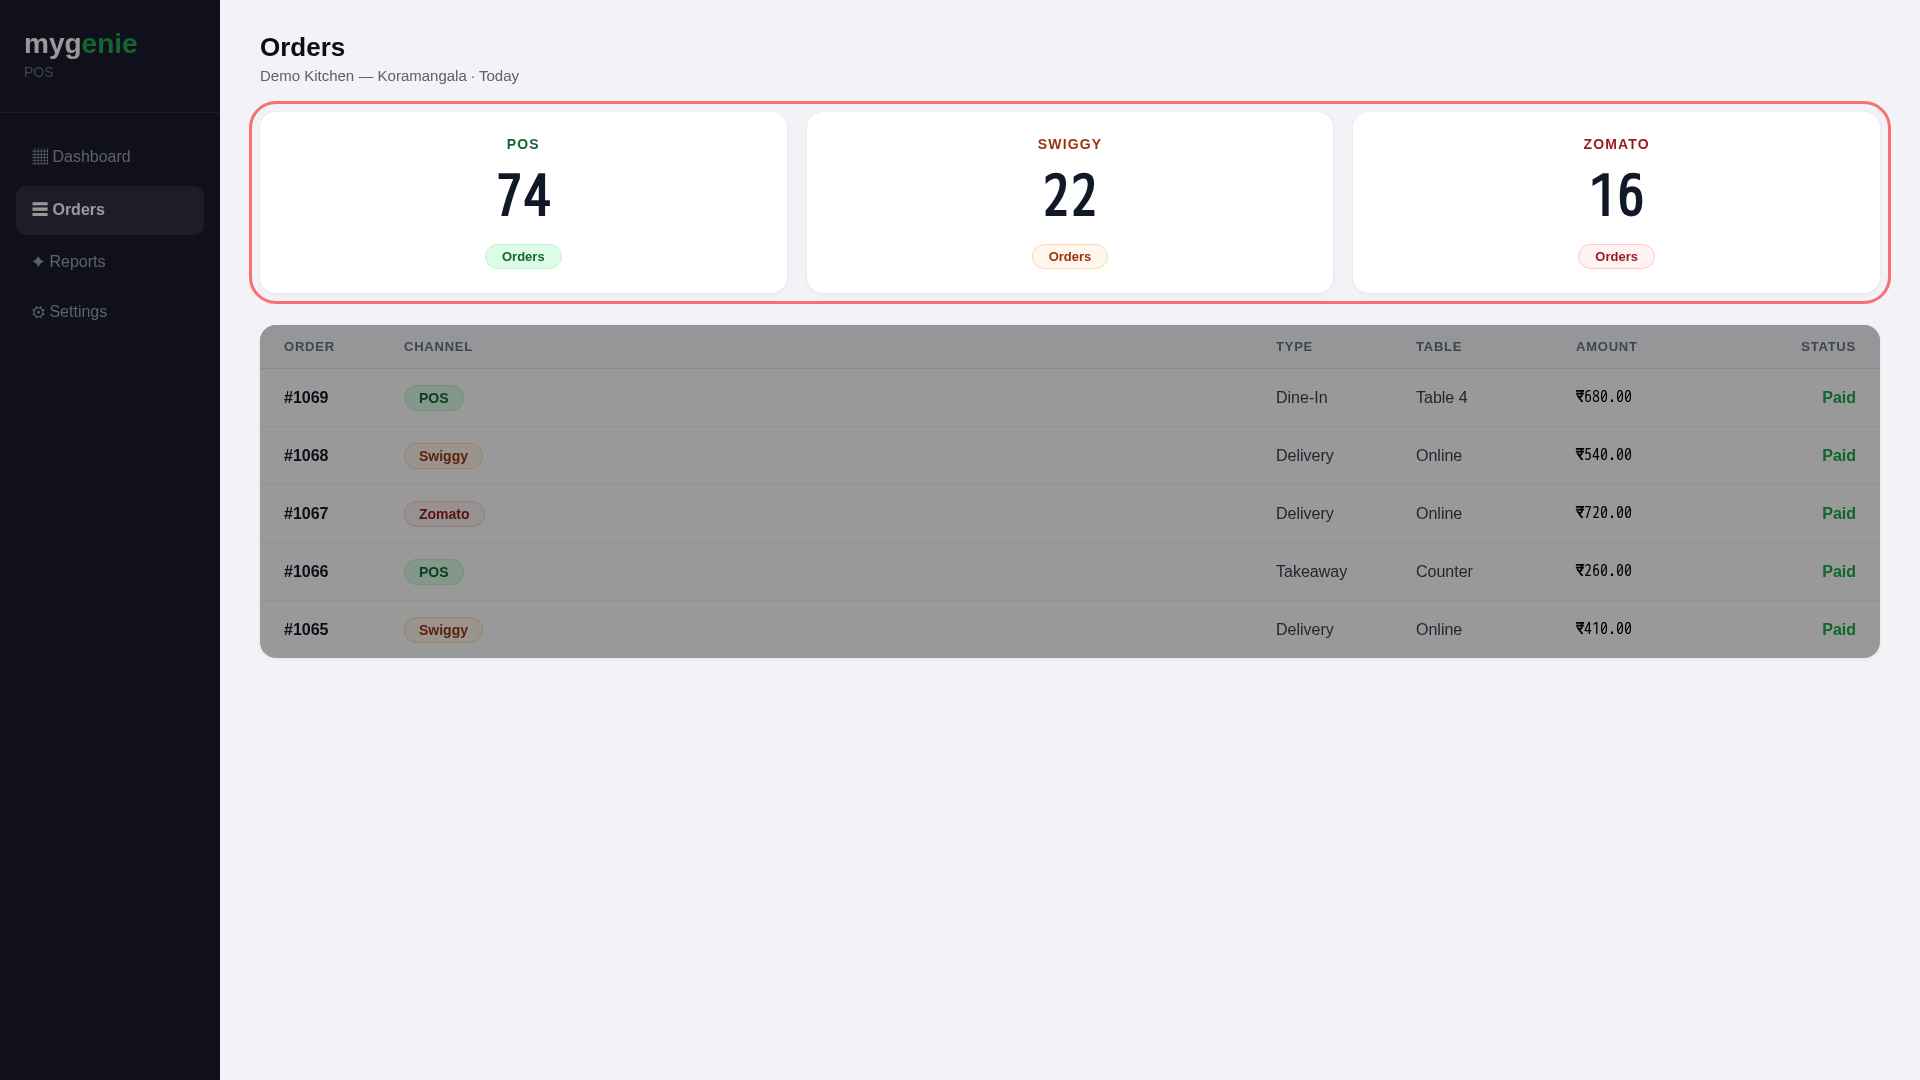 mygenie
POS
Dashboard
Orders
Reports
Settings
Orders
Demo Kitchen — Koramangala · Today
POS
74
Orders
SWIGGY
22
Orders
ZOMATO
16
Orders
ORDER CHANNEL TYPE TABLE AMOUNT STATUS
#1069 POS Dine-In Table 4 ₹680.00 Paid
#1068 Swiggy Delivery Online ₹540.00 Paid
#1067 Zomato Delivery Online ₹720.00 Paid
#1066 POS Takeaway Counter ₹260.00 Paid
#1065 Swiggy Delivery Online ₹410.00 Paid